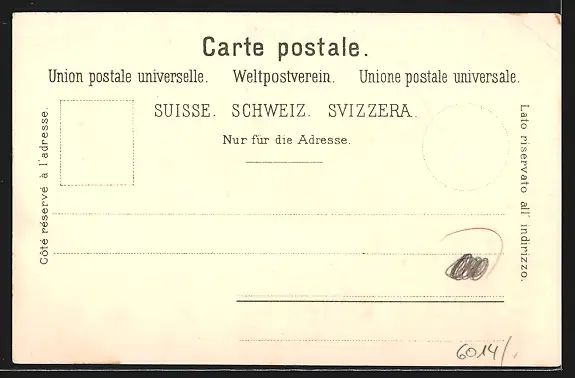 Carte postale.
Union postale universelle. Weltpostverein. Unione postale universale.
SUISSE. SCHWEIZ. SVIZZERA.
Nur für die Adresse.
Côté réservé à l'adresse.
Lato riservato all' indirizzo.
6014/.